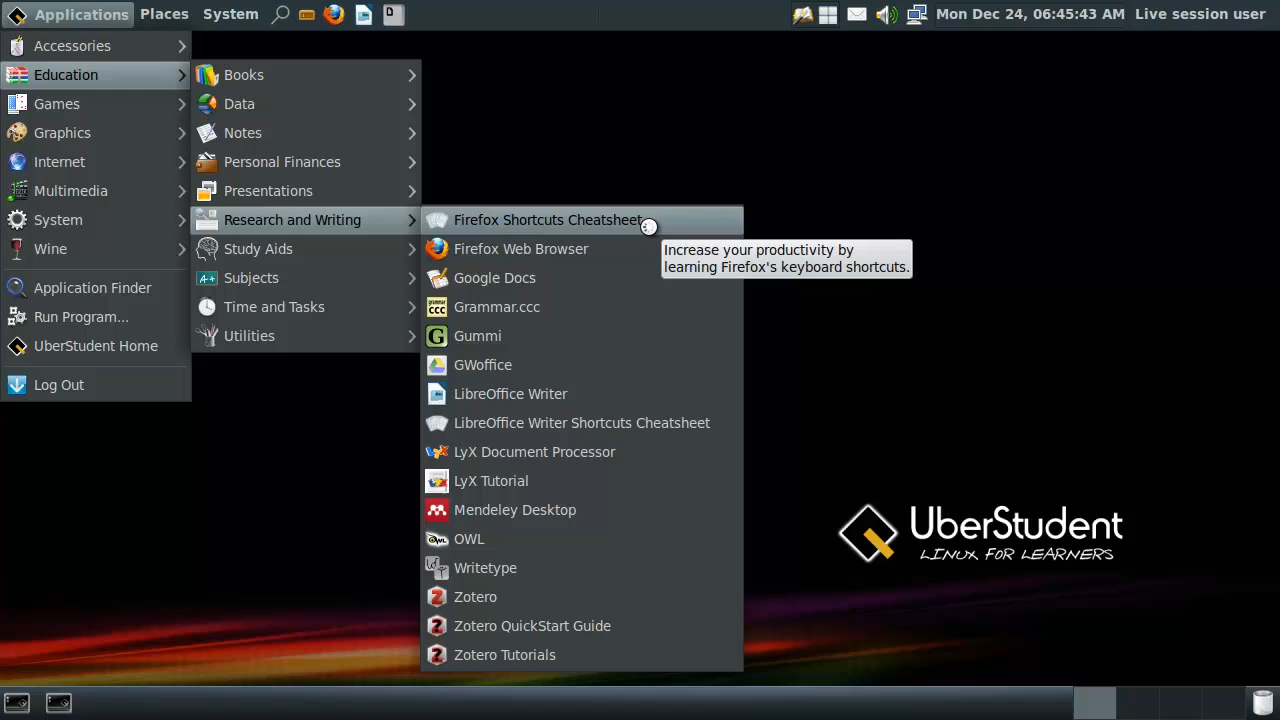 Applications Places System Mon Dec 24, 06:45:43 AM Live session user
Accessories
Education
Games
Graphics
Internet
Multimedia
System
Wine
Application Finder
Run Program...
UberStudent Home
Log Out
Books
Data
Notes
Personal Finances
Presentations
Research and Writing
Study Aids
Subjects
Time and Tasks
Utilities
Firefox Shortcuts Cheatsheet
Firefox Web Browser
Google Docs
Grammar.ccc
Gummi
GWoffice
LibreOffice Writer
LibreOffice Writer Shortcuts Cheatsheet
LyX Document Processor
LyX Tutorial
Mendeley Desktop
OWL
Writetype
Zotero
Zotero QuickStart Guide
Zotero Tutorials
Increase your productivity by
learning Firefox's keyboard shortcuts.
UberStudent
LINUX FOR LEARNERS